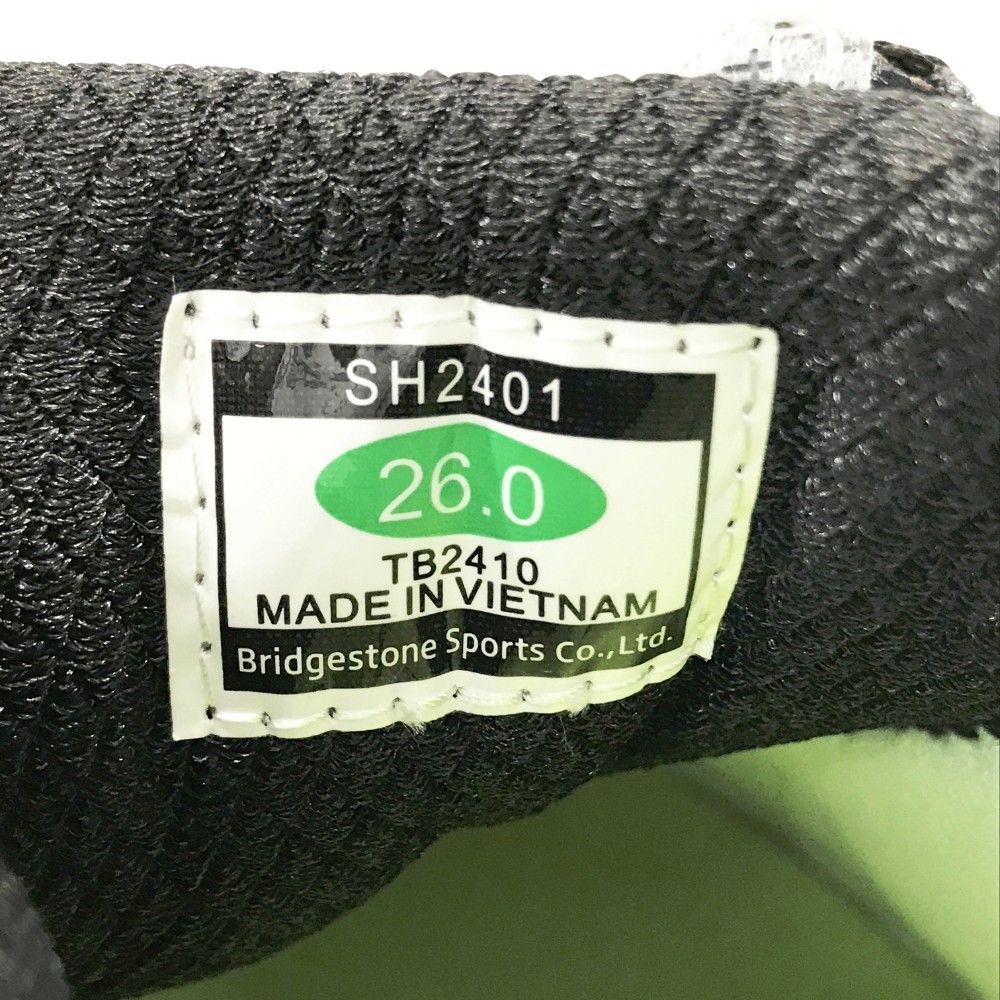 SH2401
26.0
TB2410
MADE IN VIETNAM
Bridgestone Sports Co.,Ltd.